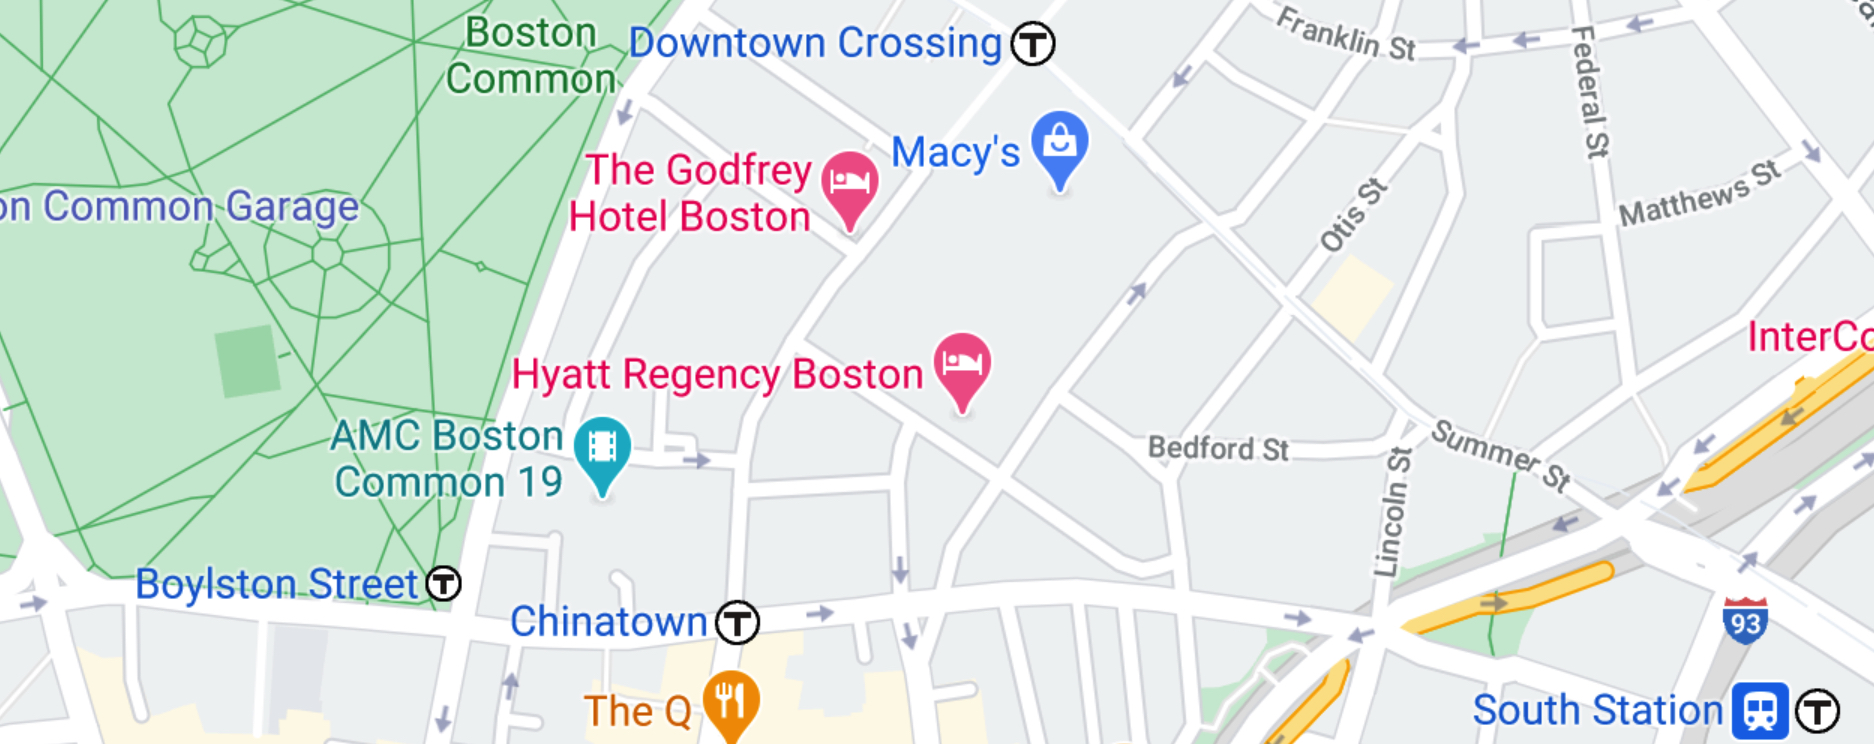 Boston
Common
Downtown Crossing
T
Franklin St
Federal St
The Godfrey
Hotel Boston
Macy's
Matthews St
on Common Garage
Otis St
InterCo
Hyatt Regency Boston
AMC Boston
Common 19
Bedford St
Summer St
Lincoln St
Boylston Street
T
Chinatown
T
93
The Q
South Station
T